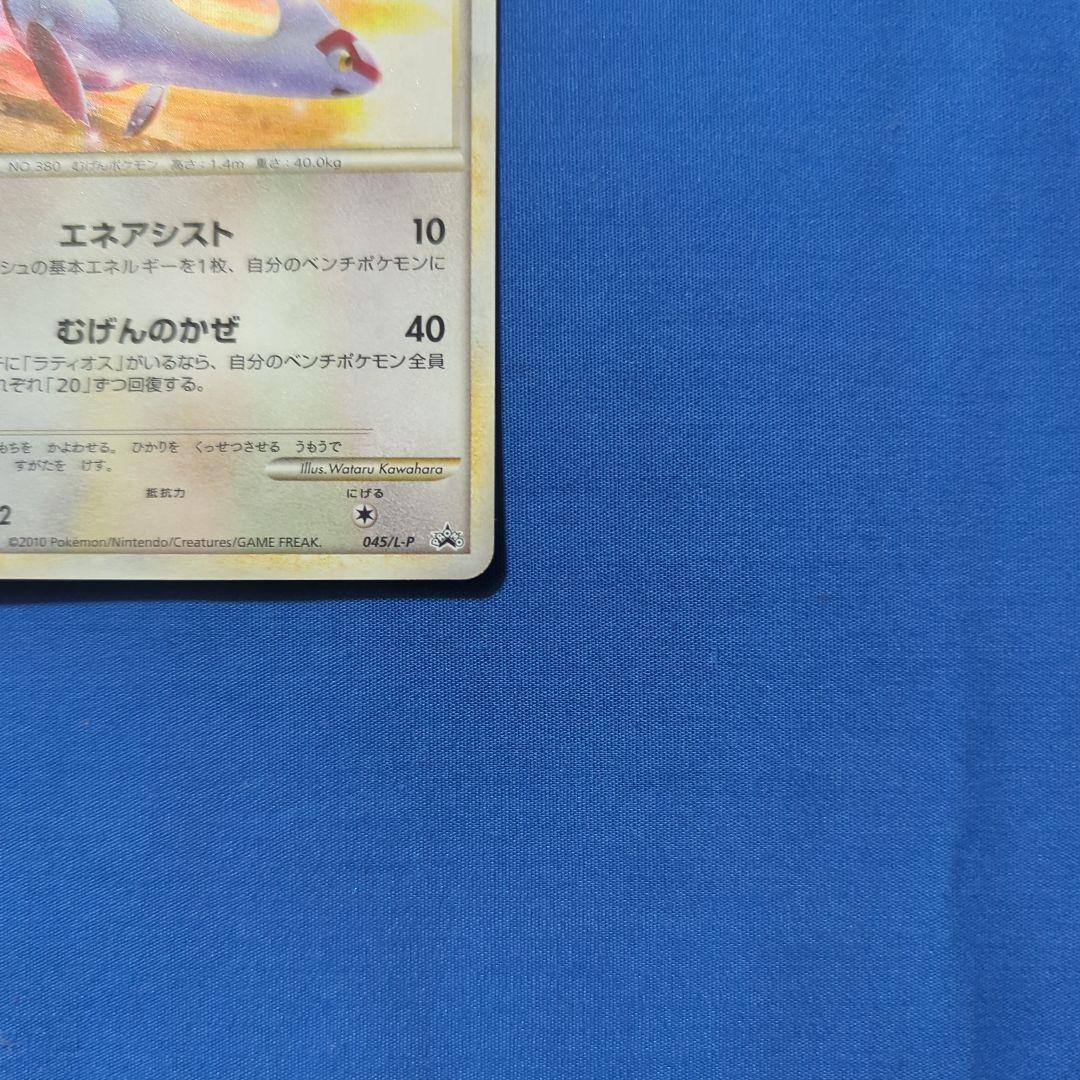 NO.380 むげんポケモン 高さ：1.4m 重さ：40.0kg
エネアシスト 10
シュの基本エネルギーを1枚、自分のベンチポケモンに
むげんのかぜ 40
に「ラティオス」がいるなら、自分のベンチポケモン全員
れぞれ「20」ずつ回復する。
もちを かよわせる。 ひかりを くっせつさせる うもうで
すがたを けす。
Illus. Wataru Kawahara
抵抗力 にげる
2
©2010 Pokémon/Nintendo/Creatures/GAME FREAK. 045/L-P